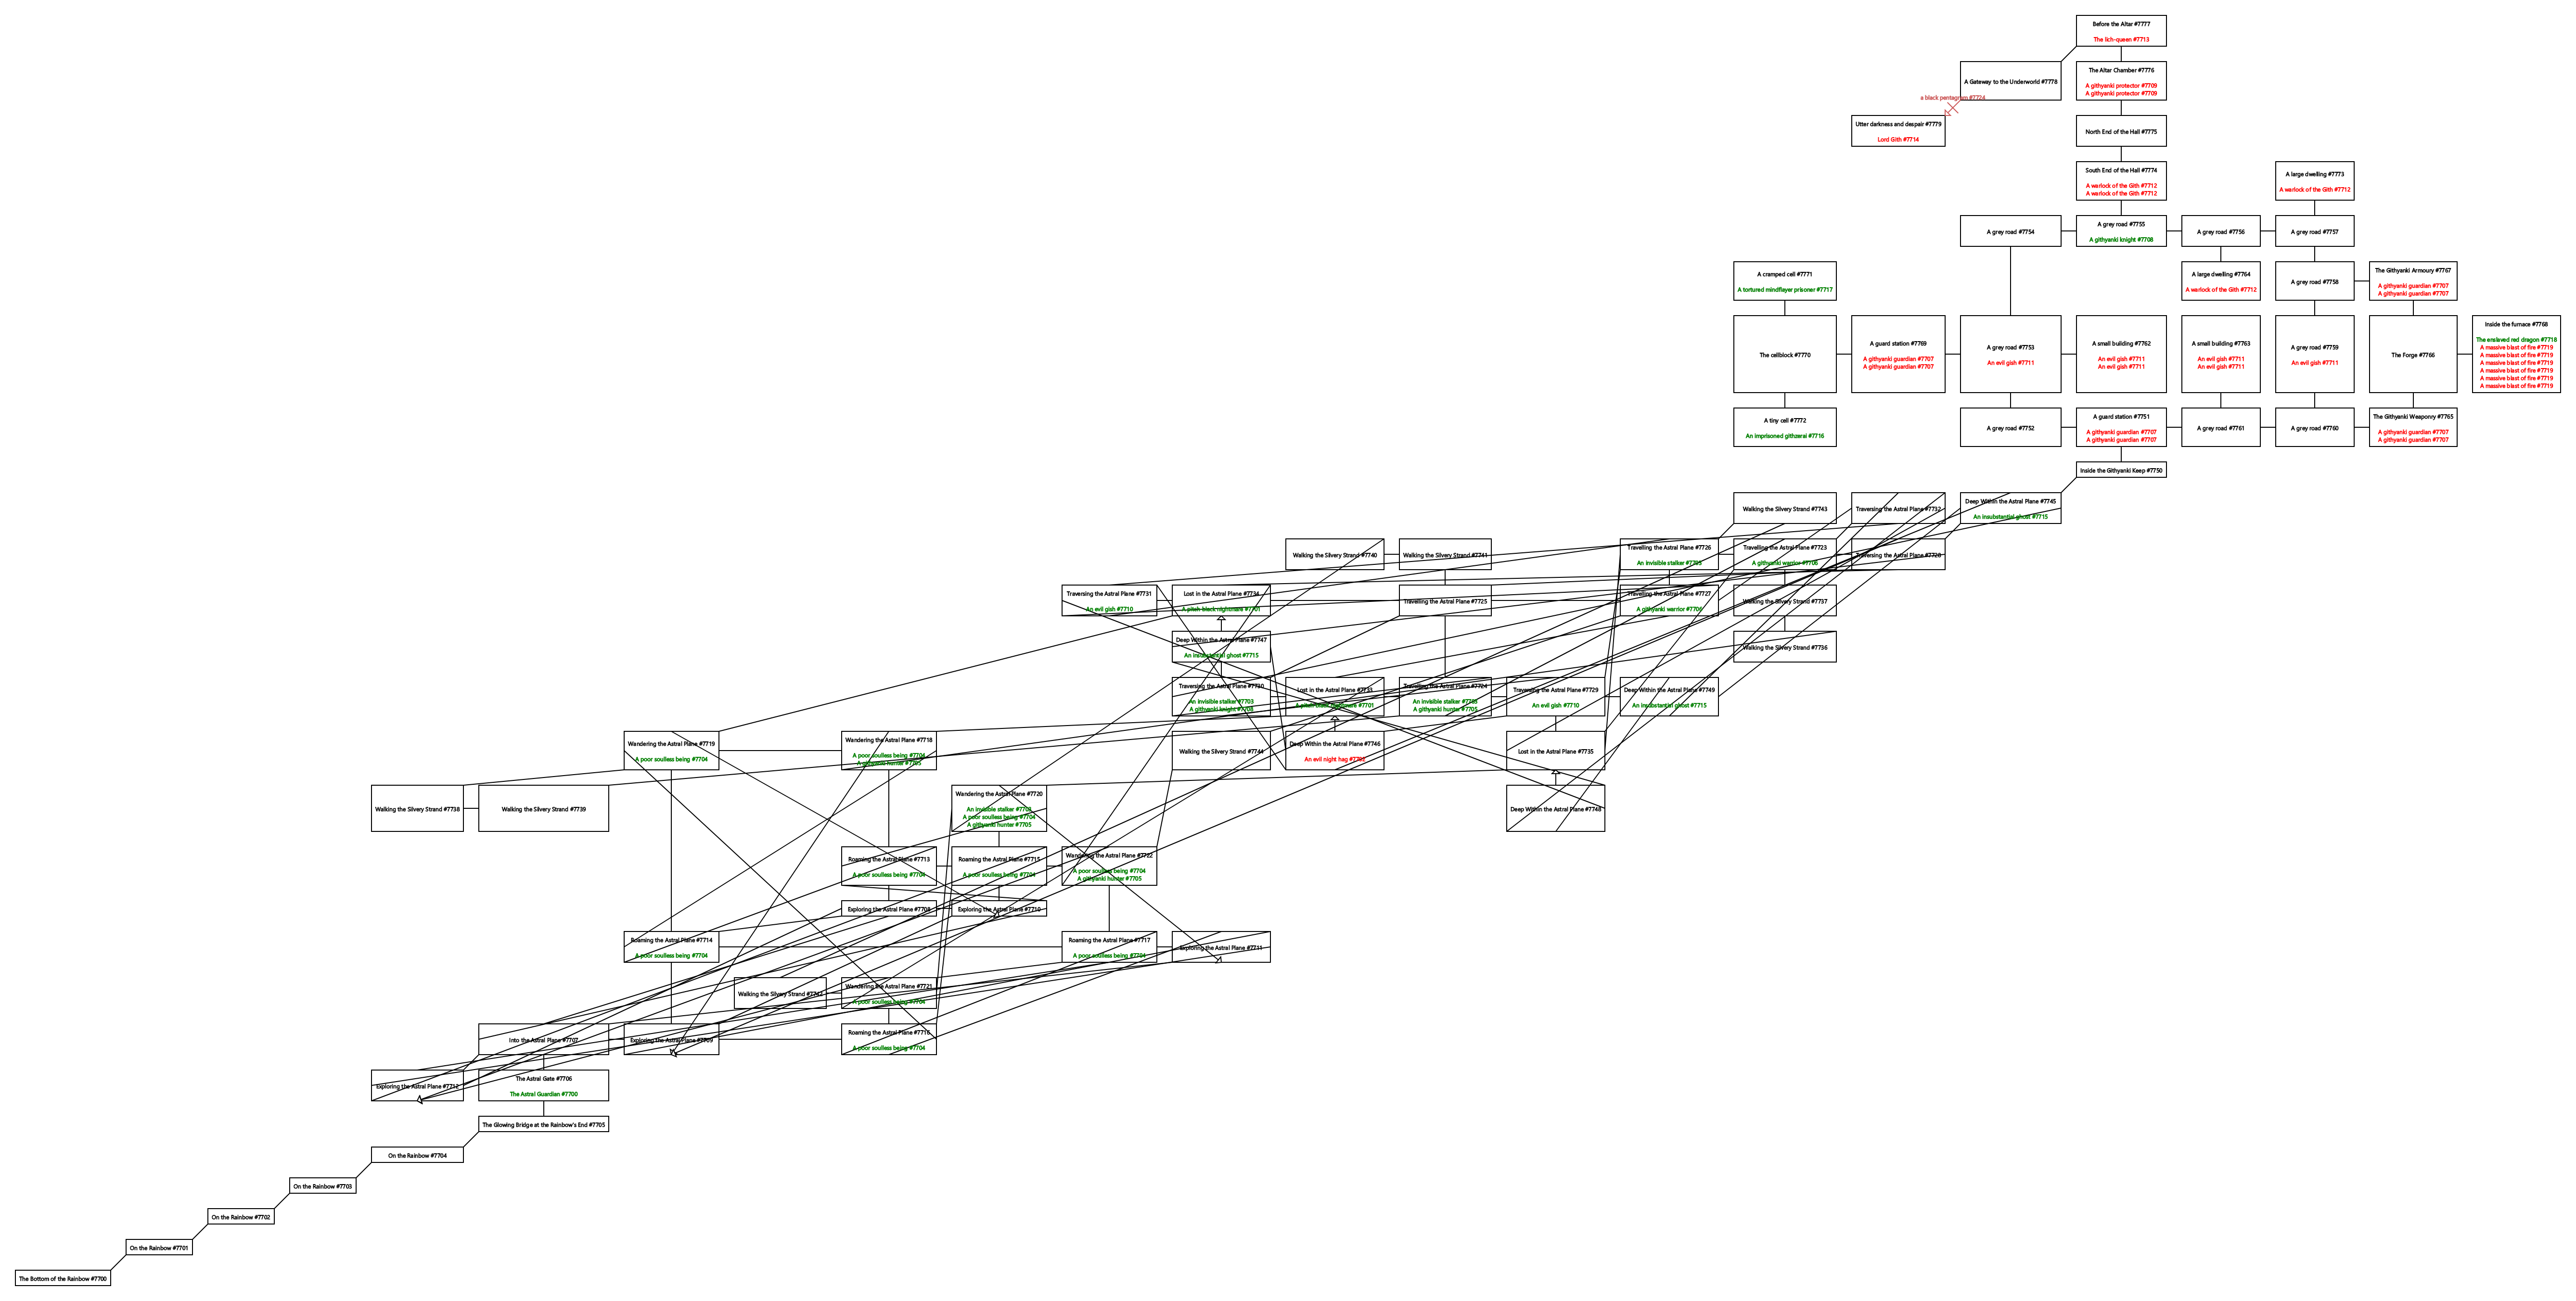 Before the Altar #7777
The lich-queen #7713
A Gateway to the Underworld #7778
The Altar Chamber #7776
A githyanki protector #7709
A githyanki protector #7709
a black pentagram #7724
Utter darkness and despair #7779
Lord Gith #7714
North End of the Hall #7775
South End of the Hall #7774
A warlock of the Gith #7712
A warlock of the Gith #7712
A large dwelling #7773
A warlock of the Gith #7712
A grey road #7754
A grey road #7755
A githyanki knight #7708
A grey road #7756
A grey road #7757
A cramped cell #7771
A tortured mindflayer prisoner #7717
A large dwelling #7764
A warlock of the Gith #7712
A grey road #7758
The Githyanki Armoury #7767
A githyanki guardian #7707
A githyanki guardian #7707
The cellblock #7770
A guard station #7769
A githyanki guardian #7707
A githyanki guardian #7707
A grey road #7753
An evil gish #7711
A small building #7762
An evil gish #7711
An evil gish #7711
A small building #7763
An evil gish #7711
An evil gish #7711
A grey road #7759
An evil gish #7711
The Forge #7766
Inside the furnace #7768
The enslaved red dragon #7718
A massive blast of fire #7719
A massive blast of fire #7719
A massive blast of fire #7719
A massive blast of fire #7719
A massive blast of fire #7719
A massive blast of fire #7719
A tiny cell #7772
An imprisoned githzerai #7716
A grey road #7752
A guard station #7751
A githyanki guardian #7707
A githyanki guardian #7707
A grey road #7761
A grey road #7760
The Githyanki Weaponry #7765
A githyanki guardian #7707
A githyanki guardian #7707
Inside the Githyanki Keep #7750
Walking the Silvery Strand #7743
Traversing the Astral Plane #7732
Deep Within the Astral Plane #7745
An insubstantial ghost #7715
Walking the Silvery Strand #7740
Walking the Silvery Strand #7741
Travelling the Astral Plane #7726
An invisible stalker #7703
Travelling the Astral Plane #7723
A githyanki warrior #7706
Traversing the Astral Plane #7728
Traversing the Astral Plane #7731
An evil gish #7710
Lost in the Astral Plane #7734
A pitch black nightmare #7701
Travelling the Astral Plane #7725
Travelling the Astral Plane #7727
A githyanki warrior #7706
Walking the Silvery Strand #7737
Deep Within the Astral Plane #7747
An insubstantial ghost #7715
Walking the Silvery Strand #7736
Traversing the Astral Plane #7730
An invisible stalker #7703
A githyanki knight #7708
Lost in the Astral Plane #7733
A pitch black nightmare #7701
Travelling the Astral Plane #7724
An invisible stalker #7703
A githyanki hunter #7705
Traversing the Astral Plane #7729
An evil gish #7710
Deep Within the Astral Plane #7749
An insubstantial ghost #7715
Wandering the Astral Plane #7719
A poor soulless being #7704
Wandering the Astral Plane #7718
A poor soulless being #7704
A githyanki hunter #7705
Walking the Silvery Strand #7744
Deep Within the Astral Plane #7746
An evil night hag #7702
Lost in the Astral Plane #7735
Walking the Silvery Strand #7738
Walking the Silvery Strand #7739
Wandering the Astral Plane #7720
An invisible stalker #7703
A poor soulless being #7704
A githyanki hunter #7705
Deep Within the Astral Plane #7748
Roaming the Astral Plane #7713
A poor soulless being #7704
Roaming the Astral Plane #7715
A poor soulless being #7704
Wandering the Astral Plane #7722
A poor soulless being #7704
A githyanki hunter #7705
Exploring the Astral Plane #7708
Exploring the Astral Plane #7710
Roaming the Astral Plane #7714
A poor soulless being #7704
Roaming the Astral Plane #7717
A poor soulless being #7704
Exploring the Astral Plane #7711
Walking the Silvery Strand #7742
Wandering the Astral Plane #7721
A poor soulless being #7704
Into the Astral Plane #7707
Exploring the Astral Plane #7709
Roaming the Astral Plane #7716
A poor soulless being #7704
Exploring the Astral Plane #7712
The Astral Gate #7706
The Astral Guardian #7700
The Glowing Bridge at the Rainbow's End #7705
On the Rainbow #7704
On the Rainbow #7703
On the Rainbow #7702
On the Rainbow #7701
The Bottom of the Rainbow #7700